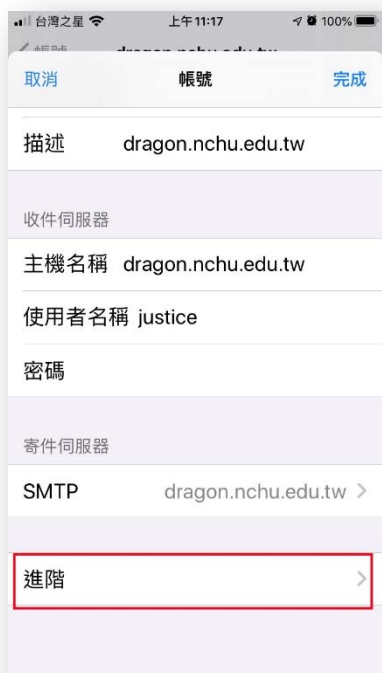 台灣之星 上午11:17 100%
取消 帳號 完成
描述 dragon.nchu.edu.tw
收件伺服器
主機名稱 dragon.nchu.edu.tw
使用者名稱 justice
密碼
寄件伺服器
SMTP dragon.nchu.edu.tw
進階